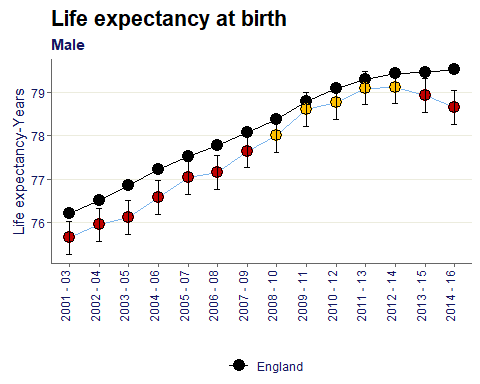 Life expectancy at birth
Male
Life expectancy-Years
79
78
77
76
2001 - 03
2002 - 04
2003 - 05
2004 - 06
2005 - 07
2006 - 08
2007 - 09
2008 - 10
2009 - 11
2010 - 12
2011 - 13
2012 - 14
2013 - 15
2014 - 16
England